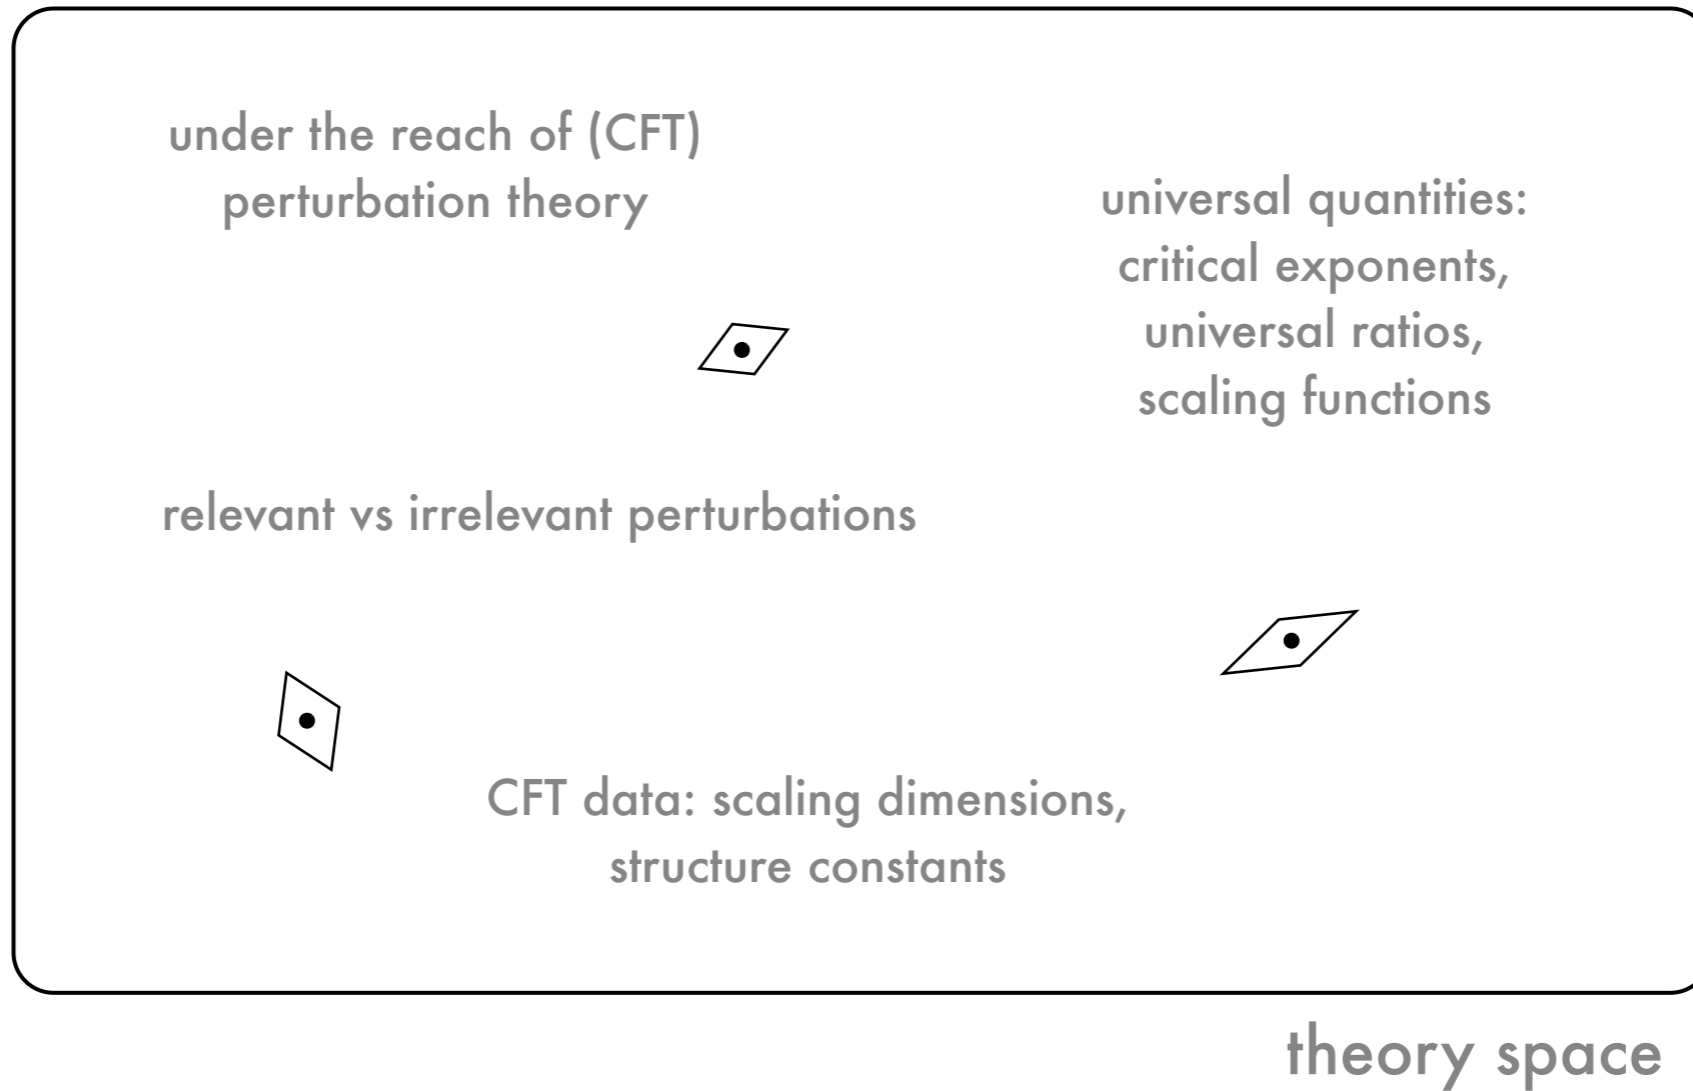 under the reach of (CFT)
perturbation theory
universal quantities:
critical exponents,
universal ratios,
scaling functions
relevant vs irrelevant perturbations
CFT data: scaling dimensions,
structure constants
theory space